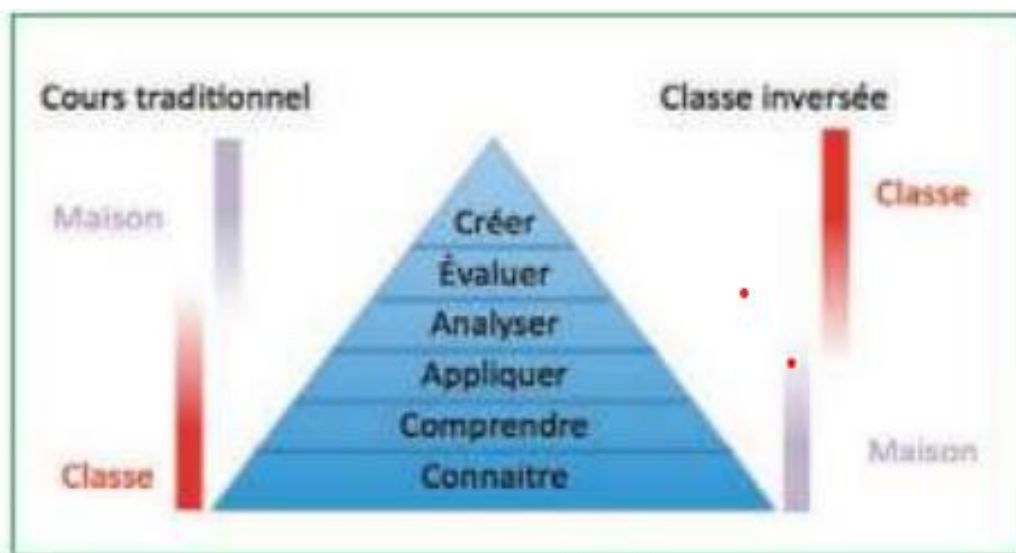 Cours traditionnel
Classe inversée
Maison
Classe
Créer
Évaluer
Analyser
Appliquer
Comprendre
Connaitre
Classe
Maison